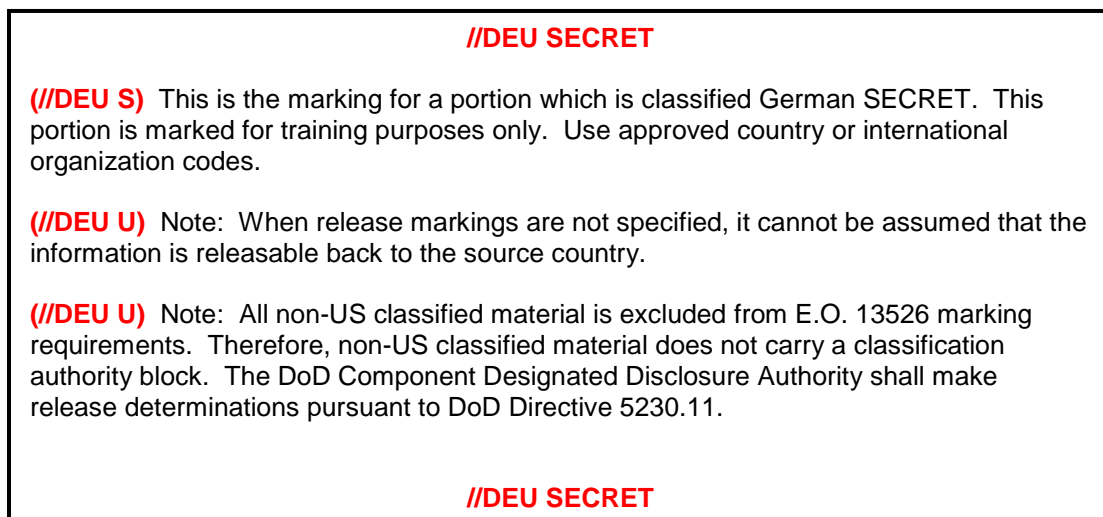 //DEU SECRET
(//DEU S) This is the marking for a portion which is classified German SECRET. This
portion is marked for training purposes only. Use approved country or international
organization codes.
(//DEU U) Note: When release markings are not specified, it cannot be assumed that the
information is releasable back to the source country.
(//DEU U) Note: All non-US classified material is excluded from E.O. 13526 marking
requirements. Therefore, non-US classified material does not carry a classification
authority block. The DoD Component Designated Disclosure Authority shall make
release determinations pursuant to DoD Directive 5230.11.
//DEU SECRET